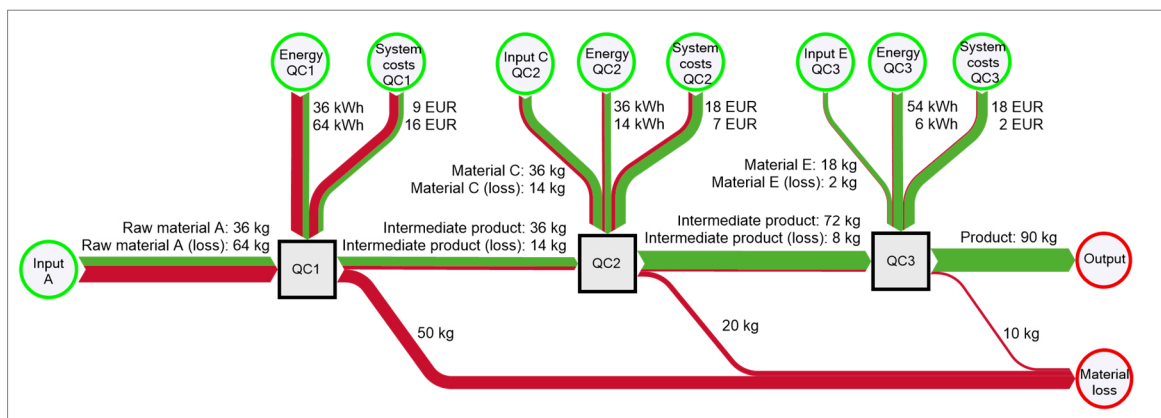 Energy
QC1
System
costs
QC1
Input C
QC2
Energy
QC2
System
costs
QC2
Input E
QC3
Energy
QC3
System
costs
QC3
36 kWh
64 kWh
9 EUR
16 EUR
36 kWh
14 kWh
18 EUR
7 EUR
54 kWh
6 kWh
18 EUR
2 EUR
Material C: 36 kg
Material C (loss): 14 kg
Material E: 18 kg
Material E (loss): 2 kg
Raw material A: 36 kg
Raw material A (loss): 64 kg
Intermediate product: 36 kg
Intermediate product (loss): 14 kg
Intermediate product: 72 kg
Intermediate product (loss): 8 kg
Product: 90 kg
Input
A
QC1
QC2
QC3
Output
50 kg
20 kg
10 kg
Material
loss